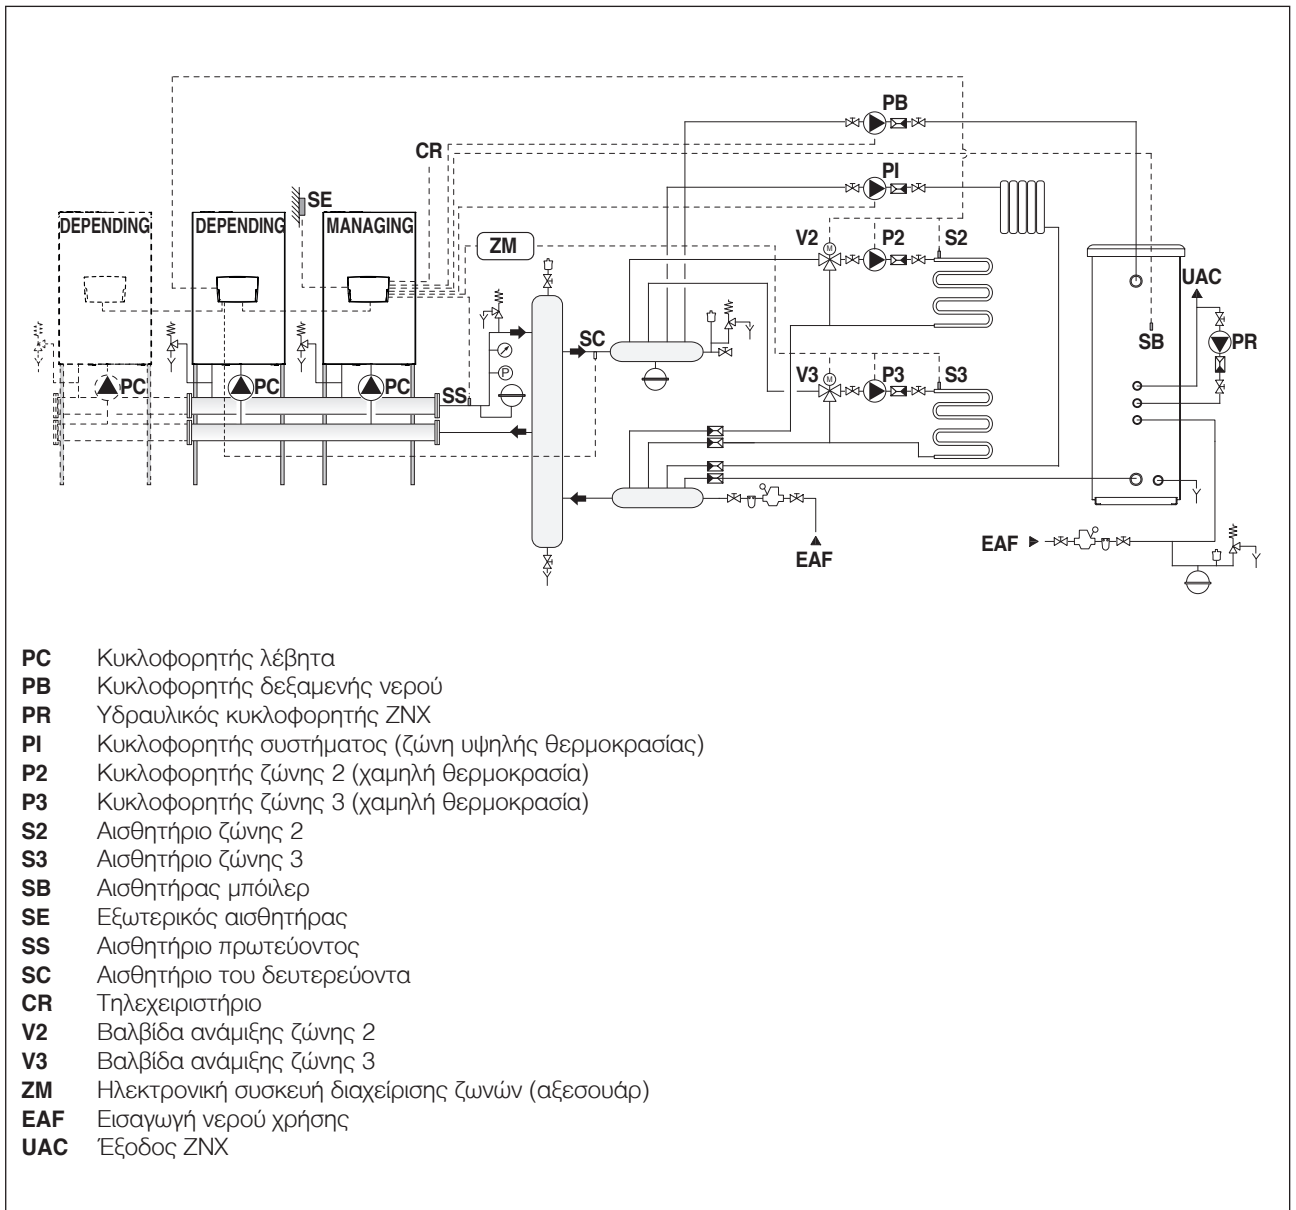 PB
CR
PI
SE
DEPENDING DEPENDING MANAGING
ZM
V2 P2 S2
UAC
SC
SB PR
V3 P3 S3
PC PC PC SS
P
M
M
EAF
EAF
PC Κυκλοφορητής λέβητα
PB Κυκλοφορητής δεξαμενής νερού
PR Υδραυλικός κυκλοφορητής ΖΝΧ
PI Κυκλοφορητής συστήματος (ζώνη υψηλής θερμοκρασίας)
P2 Κυκλοφορητής ζώνης 2 (χαμηλή θερμοκρασία)
P3 Κυκλοφορητής ζώνης 3 (χαμηλή θερμοκρασία)
S2 Αισθητήριο ζώνης 2
S3 Αισθητήριο ζώνης 3
SB Αισθητήρας μπόιλερ
SE Εξωτερικός αισθητήρας
SS Αισθητήριο πρωτεύοντος
SC Αισθητήριο του δευτερεύοντα
CR Τηλεχειριστήριο
V2 Βαλβίδα ανάμιξης ζώνης 2
V3 Βαλβίδα ανάμιξης ζώνης 3
ZM Ηλεκτρονική συσκευή διαχείρισης ζωνών (αξεσουάρ)
EAF Εισαγωγή νερού χρήσης
UAC Έξοδος ΖΝΧ